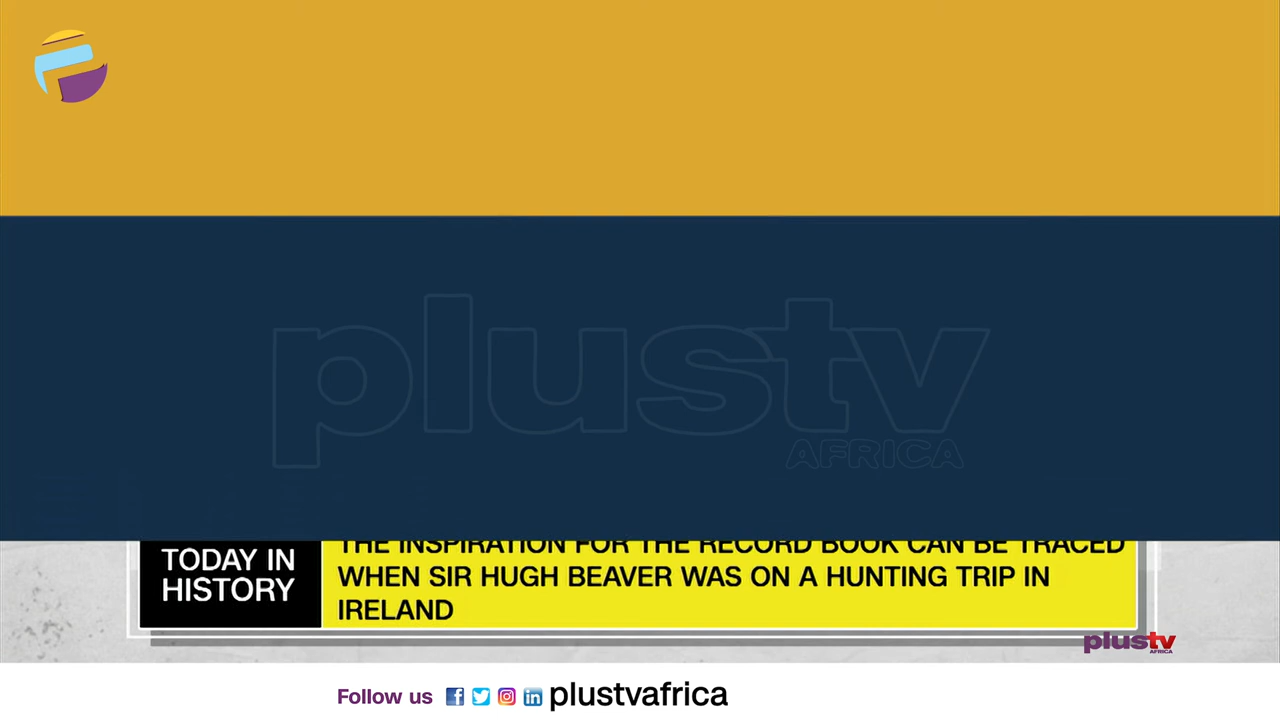 plustv
AFRICA
TODAY IN
HISTORY
THE INSPIRATION FOR THE RECORD BOOK CAN BE TRACED
WHEN SIR HUGH BEAVER WAS ON A HUNTING TRIP IN
IRELAND
plustv
AFRICA
Follow us plustvafrica